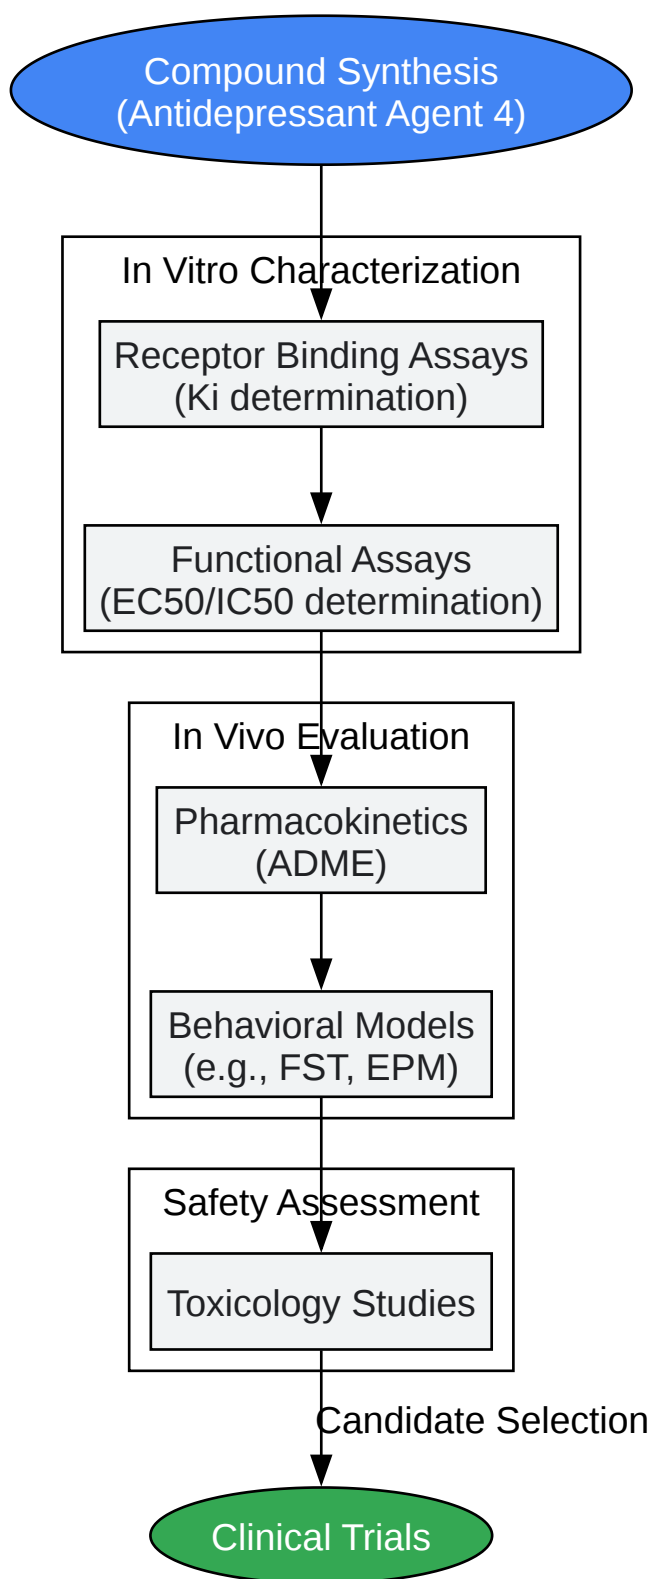 Compound Synthesis
(Antidepressant Agent 4)
In Vitro Characterization
Receptor Binding Assays
(Ki determination)
Functional Assays
(EC50/IC50 determination)
In Vivo Evaluation
Pharmacokinetics
(ADME)
Behavioral Models
(e.g., FST, EPM)
Safety Assessment
Toxicology Studies
Candidate Selection
Clinical Trials